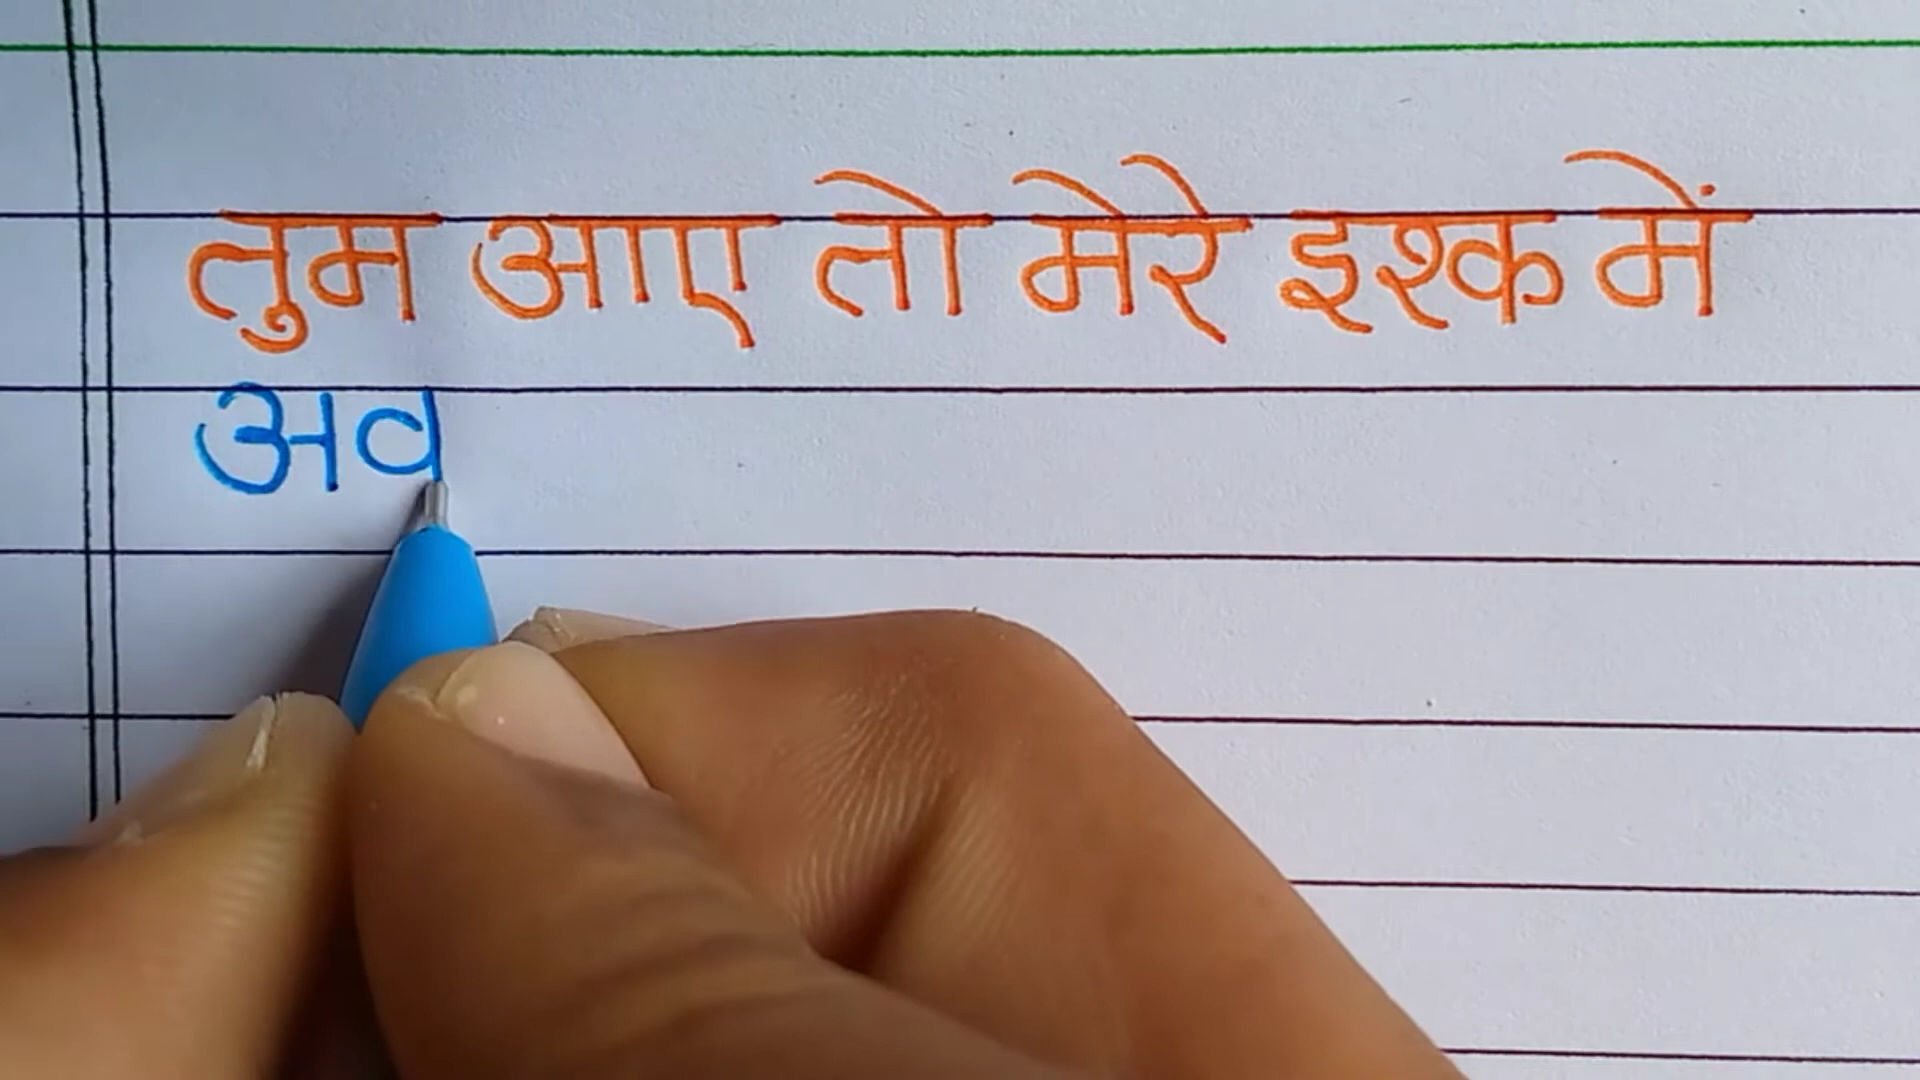 तुम आए तो मेरे इश्क में
अव